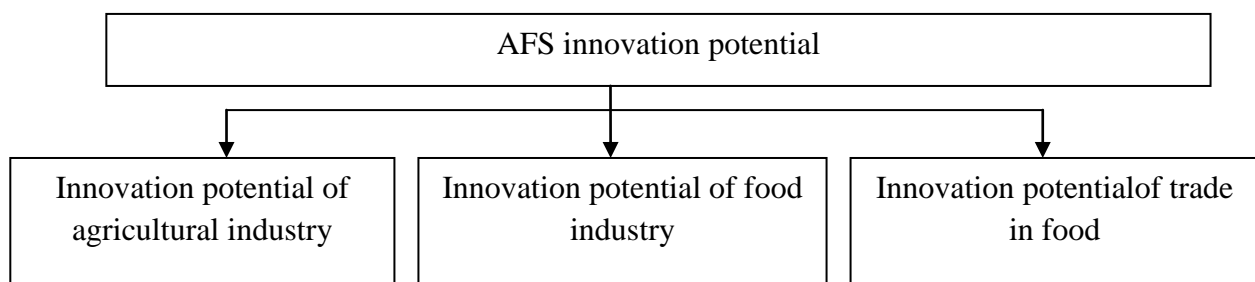 AFS innovation potential
Innovation potential of
agricultural industry
Innovation potential of food
industry
Innovation potentialof trade
in food